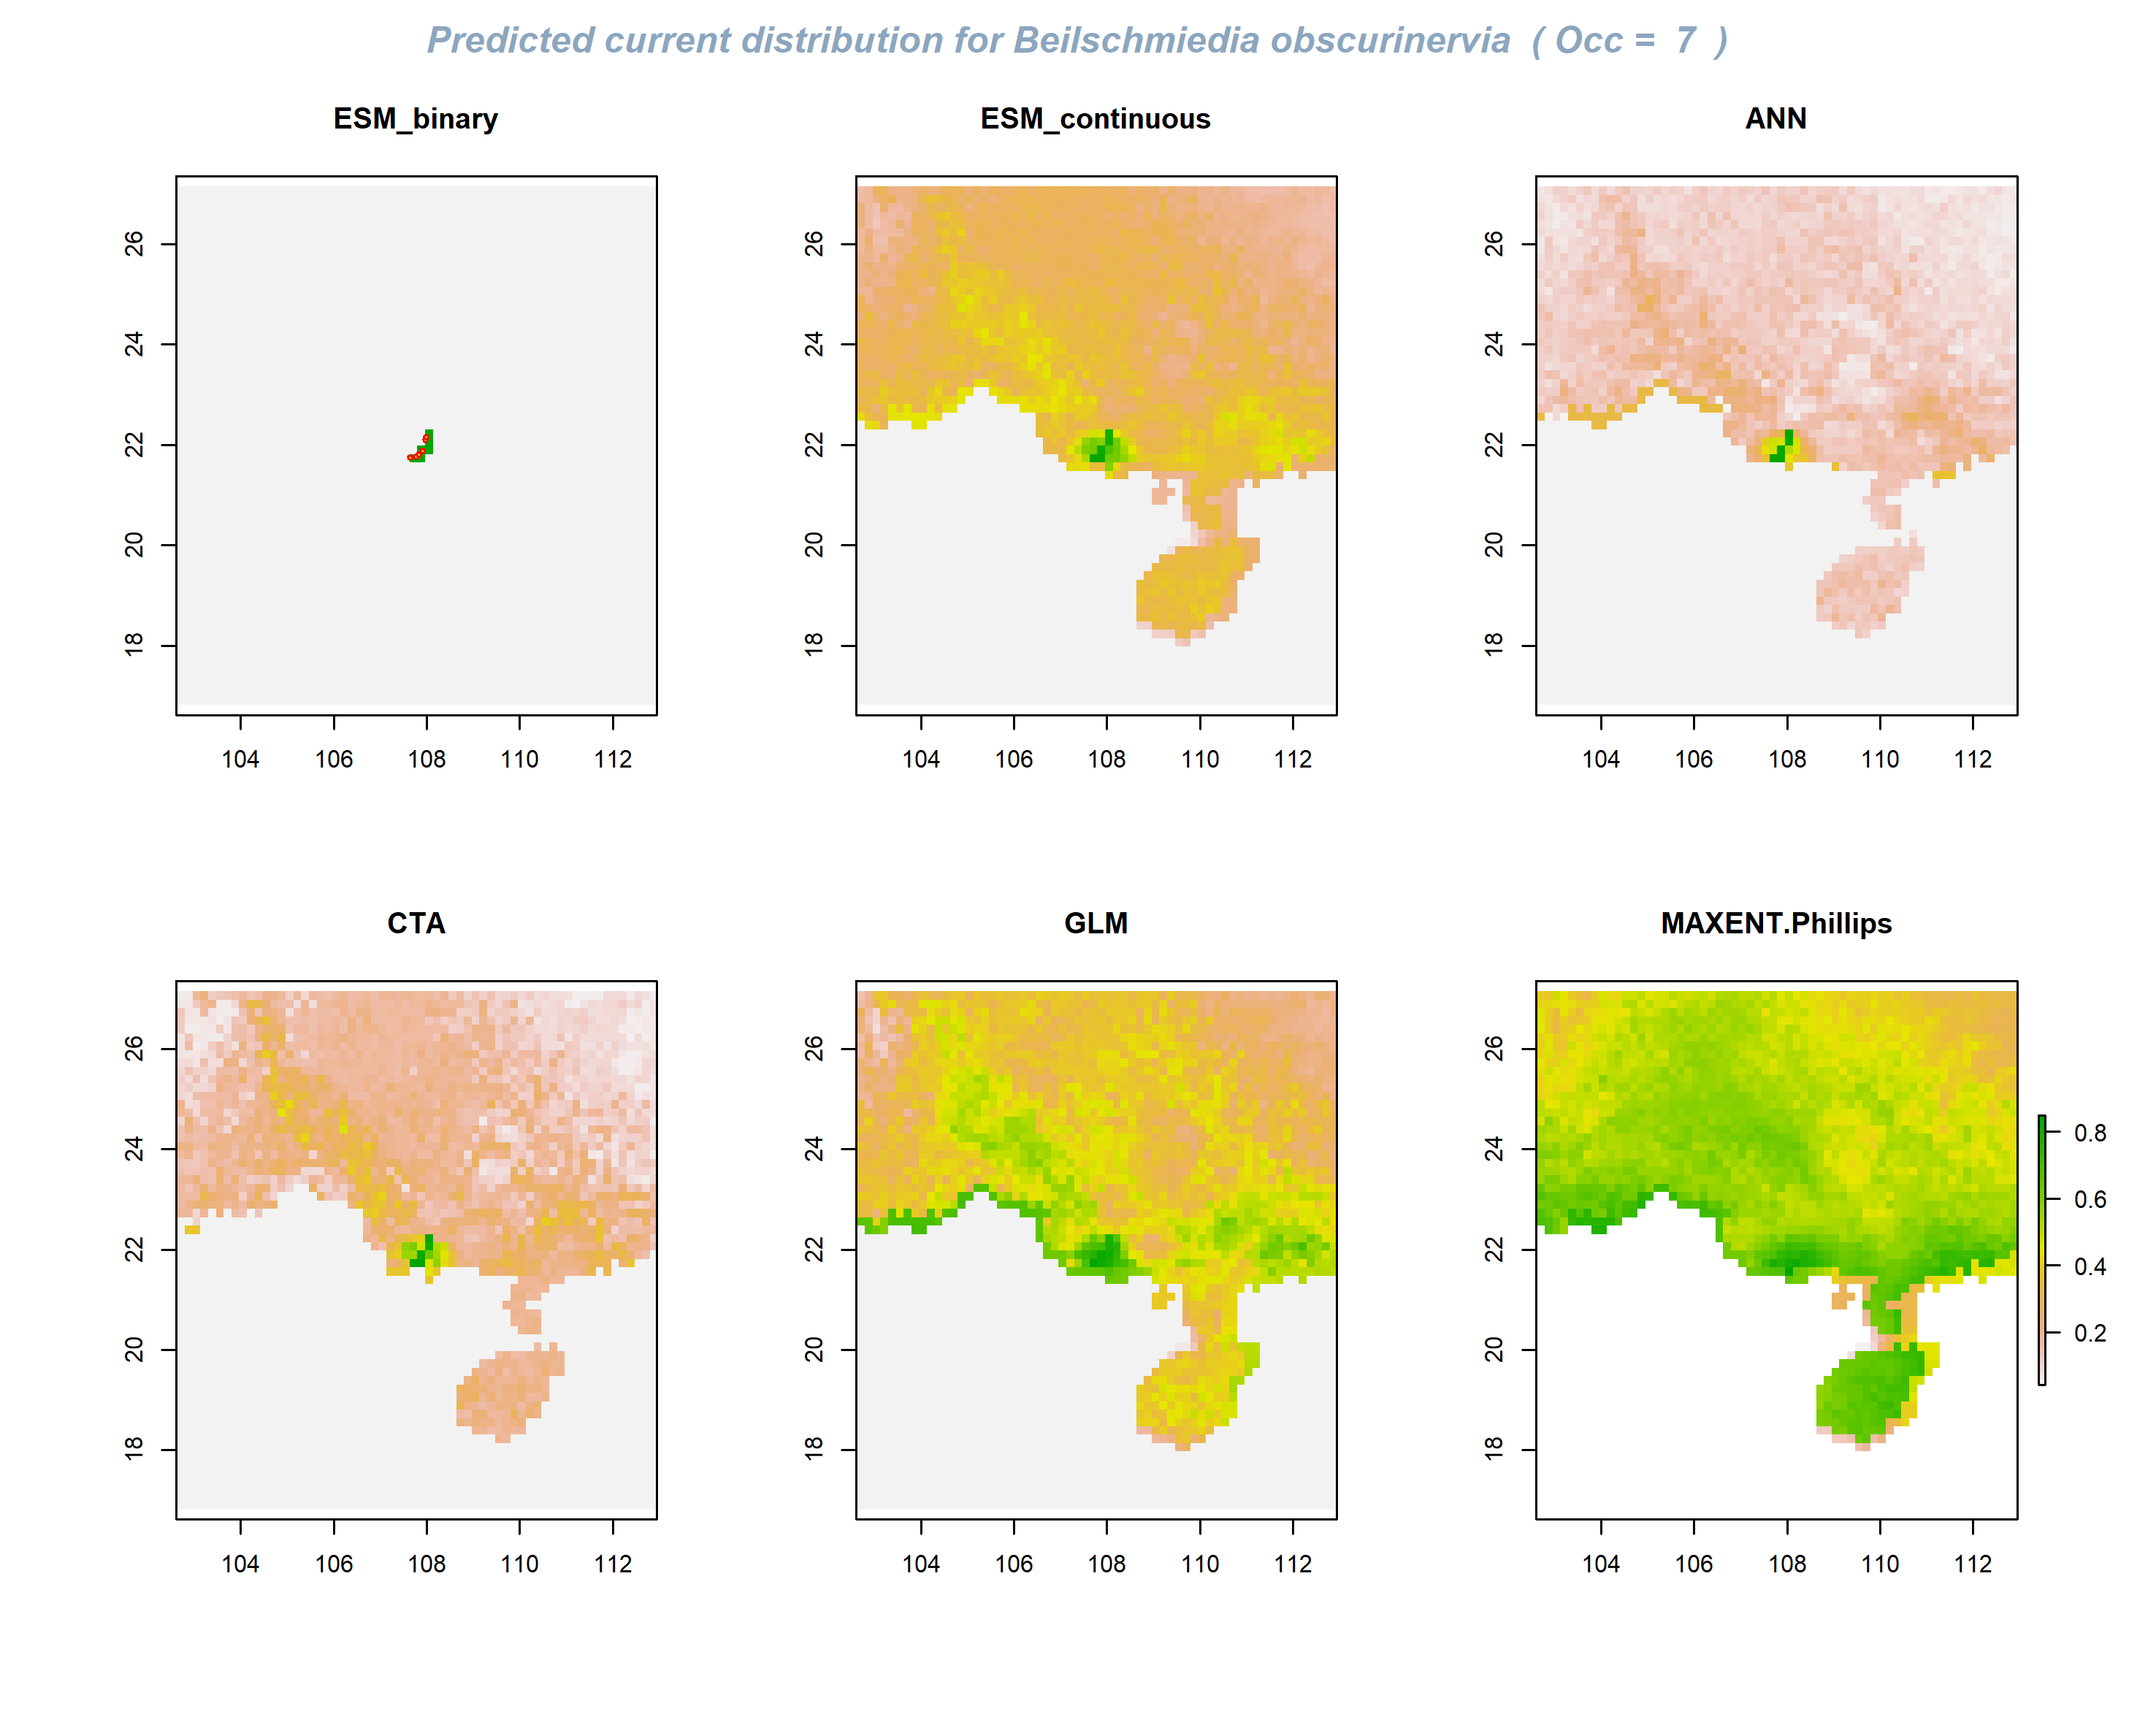 Predicted current distribution for Beilschmiedia obscurinervia ( Occ = 7 )
ESM_binary
ESM_continuous
ANN
26
24
22
20
18
104 106 108 110 112
26
24
22
20
18
104 106 108 110 112
26
24
22
20
18
104 106 108 110 112
CTA
GLM
MAXENT.Phillips
26
24
22
20
18
104 106 108 110 112
26
24
22
20
18
104 106 108 110 112
26
24
22
20
18
104 106 108 110 112
0.8
0.6
0.4
0.2